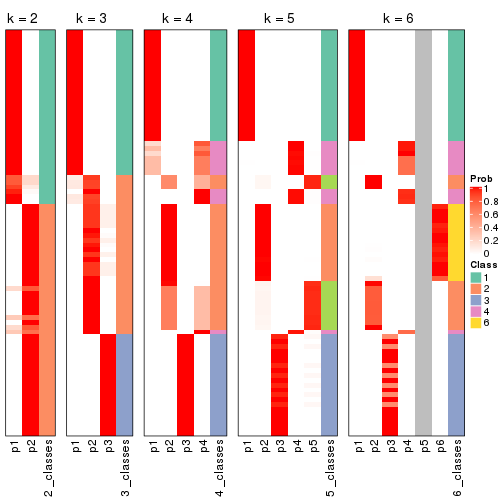 k = 2 k = 3 k = 4 k = 5 k = 6
Prob
1
0.8
0.6
0.4
0.2
0
Class
1
2
3
4
6
p1 p2 2_classes p1 p2 p3 3_classes p1 p2 p3 p4 4_classes p1 p2 p3 p4 p5 5_classes p1 p2 p3 p4 p5 p6 6_classes